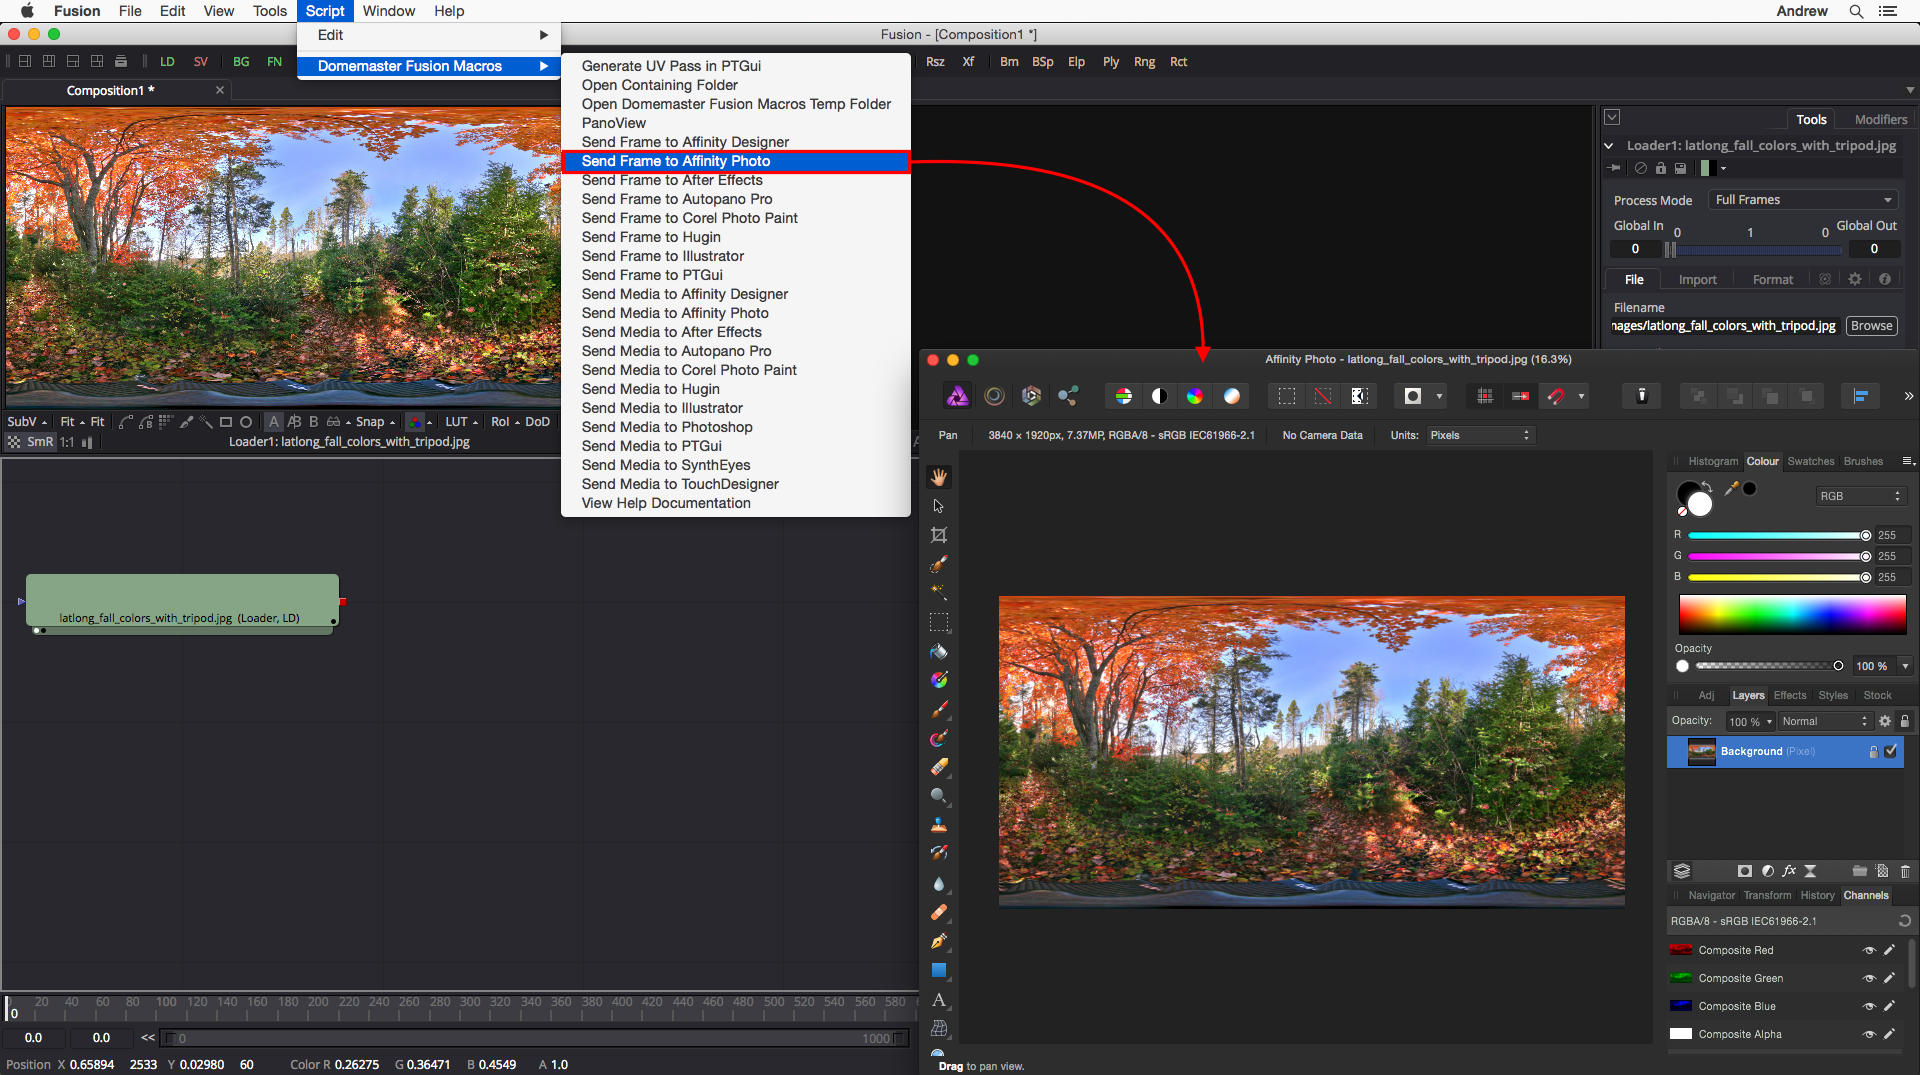 Fusion File Edit View Tools Script Window Help Andrew
Fusion - [Composition1 *]
Edit
Domemaster Fusion Macros
LD SV BG FN
Rsz Xf Bm BSp Elp Ply Rng Rct
Composition1 *
Generate UV Pass in PTGui
Open Containing Folder
Open Domemaster Fusion Macros Temp Folder
PanoView
Send Frame to Affinity Designer
Send Frame to Affinity Photo
Send Frame to After Effects
Send Frame to Autopano Pro
Send Frame to Corel Photo Paint
Send Frame to Hugin
Send Frame to Illustrator
Send Frame to PTGui
Send Media to Affinity Designer
Send Media to Affinity Photo
Send Media to After Effects
Send Media to Autopano Pro
Send Media to Corel Photo Paint
Send Media to Hugin
Send Media to Illustrator
Send Media to Photoshop
Send Media to PTGui
Send Media to SynthEyes
Send Media to TouchDesigner
View Help Documentation
Tools Modifiers
Loader1: latlong_fall_colors_with_tripod.jpg
Process Mode Full Frames
Global In 0 1 0 Global Out
0 0
File Import Format
Filename
nages/latlong_fall_colors_with_tripod.jpg Browse
SubV Fit Fit A A/B B Snap LUT RoI DoD
SmR 1:1 Loader1: latlong_fall_colors_with_tripod.jpg
latlong_fall_colors_with_tripod.jpg (Loader, LD)
0 20 40 60 80 100 120 140 160 180 200 220 240 260 280 300 320 340 360 380 400 420 440 460 480 500 520 540 560 580
0
0.0 0.0 << 0 1000
Position X 0.65894 2533 Y 0.02980 60 Color R 0.26275 G 0.36471 B 0.4549 A 1.0
Affinity Photo - latlong_fall_colors_with_tripod.jpg (16.3%)
Pan 3840 × 1920px, 7.37MP, RGBA/8 - sRGB IEC61966-2.1 No Camera Data Units: Pixels
Histogram Colour Swatches Brushes
RGB
R 255
G 255
B 255
Opacity
100 %
Adj Layers Effects Styles Stock
Opacity: 100 % Normal
Background (Pixel)
fx
Navigator Transform History Channels
RGBA/8 - sRGB IEC61966-2.1
Composite Red
Composite Green
Composite Blue
Composite Alpha
A
Drag to pan view.